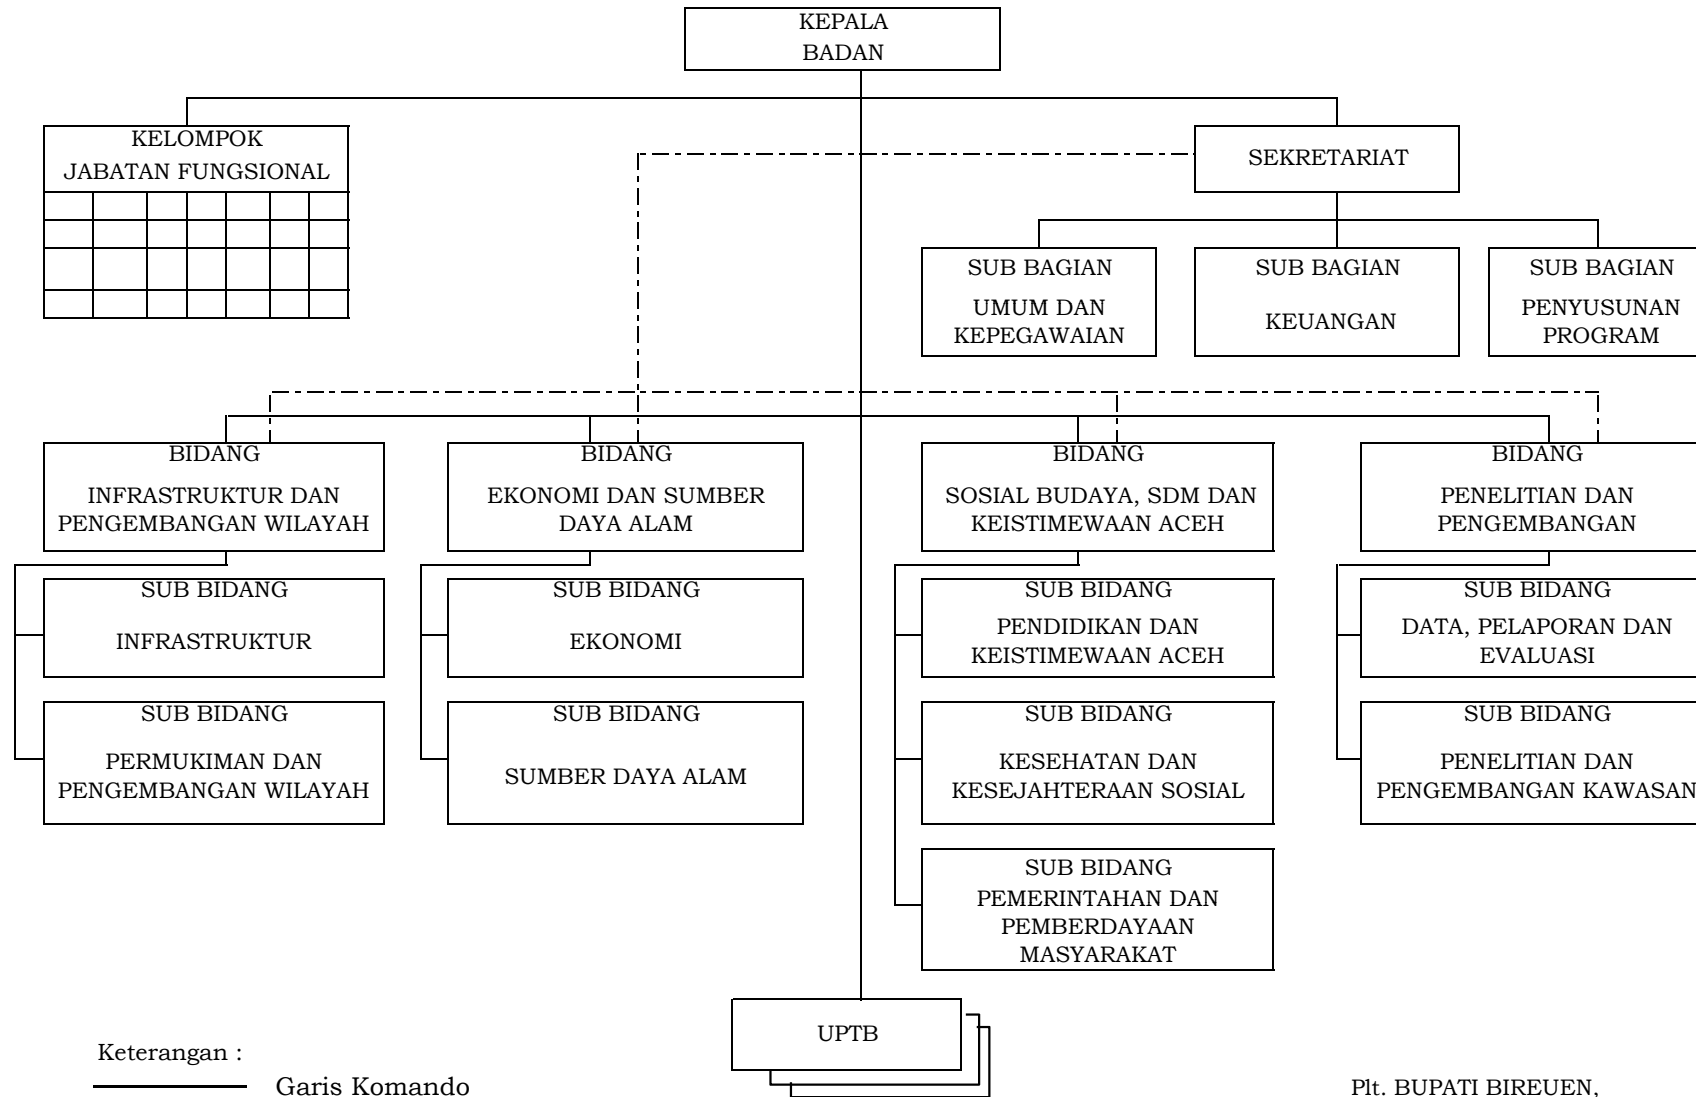 KEPALA
BADAN
KELOMPOK
JABATAN FUNGSIONAL
SEKRETARIAT
SUB BAGIAN
UMUM DAN
KEPEGAWAIAN
SUB BAGIAN
KEUANGAN
SUB BAGIAN
PENYUSUNAN
PROGRAM
BIDANG
INFRASTRUKTUR DAN
PENGEMBANGAN WILAYAH
BIDANG
EKONOMI DAN SUMBER
DAYA ALAM
BIDANG
SOSIAL BUDAYA, SDM DAN
KEISTIMEWAAN ACEH
BIDANG
PENELITIAN DAN
PENGEMBANGAN
SUB BIDANG
INFRASTRUKTUR
SUB BIDANG
EKONOMI
SUB BIDANG
PENDIDIKAN DAN
KEISTIMEWAAN ACEH
SUB BIDANG
DATA, PELAPORAN DAN
EVALUASI
SUB BIDANG
PERMUKIMAN DAN
PENGEMBANGAN WILAYAH
SUB BIDANG
SUMBER DAYA ALAM
SUB BIDANG
KESEHATAN DAN
KESEJAHTERAAN SOSIAL
SUB BIDANG
PENELITIAN DAN
PENGEMBANGAN KAWASAN
SUB BIDANG
PEMERINTAHAN DAN
PEMBERDAYAAN
MASYARAKAT
UPTB
Keterangan :
Garis Komando
Plt. BUPATI BIREUEN,